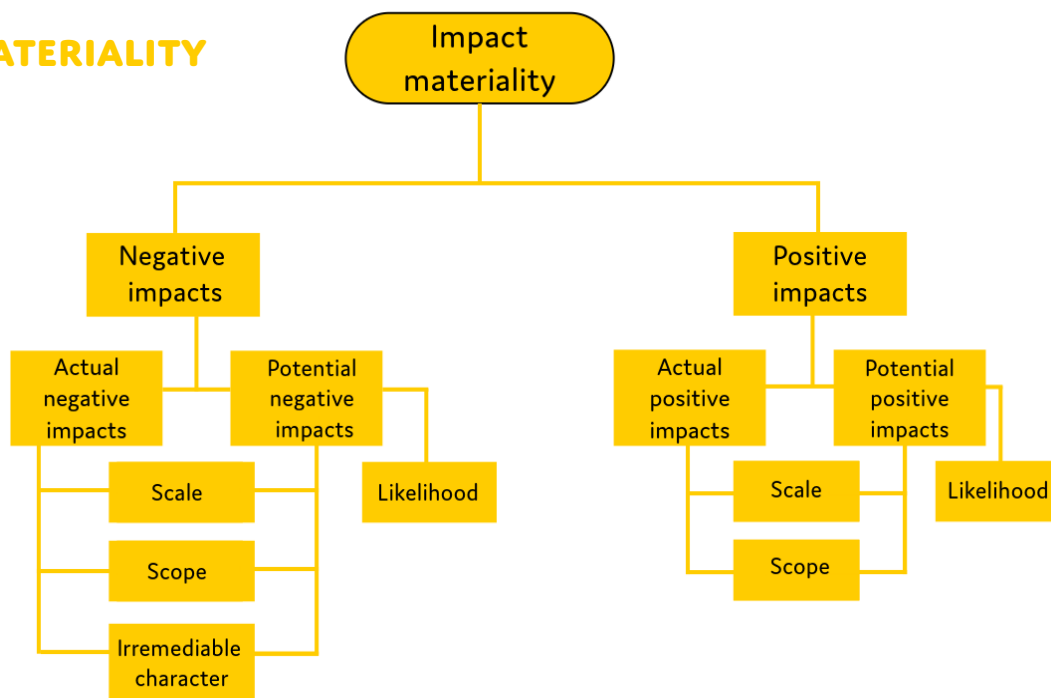 ATERIALITY
Impact
materiality
Negative
impacts
Positive
impacts
Actual
negative
impacts
Potential
negative
impacts
Actual
positive
impacts
Potential
positive
impacts
Scale
Likelihood
Scale
Likelihood
Scope
Scope
Irremediable
character